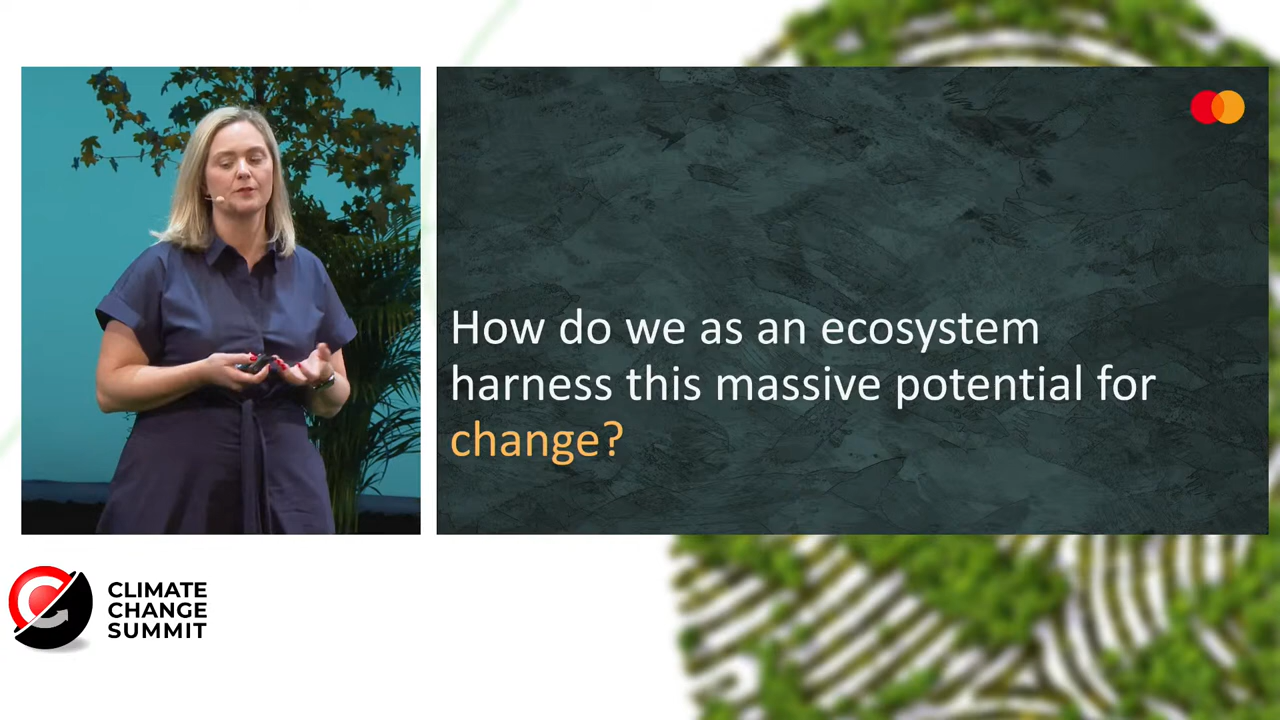 How do we as an ecosystem
harness this massive potential for
change?
CLIMATE
CHANGE
SUMMIT